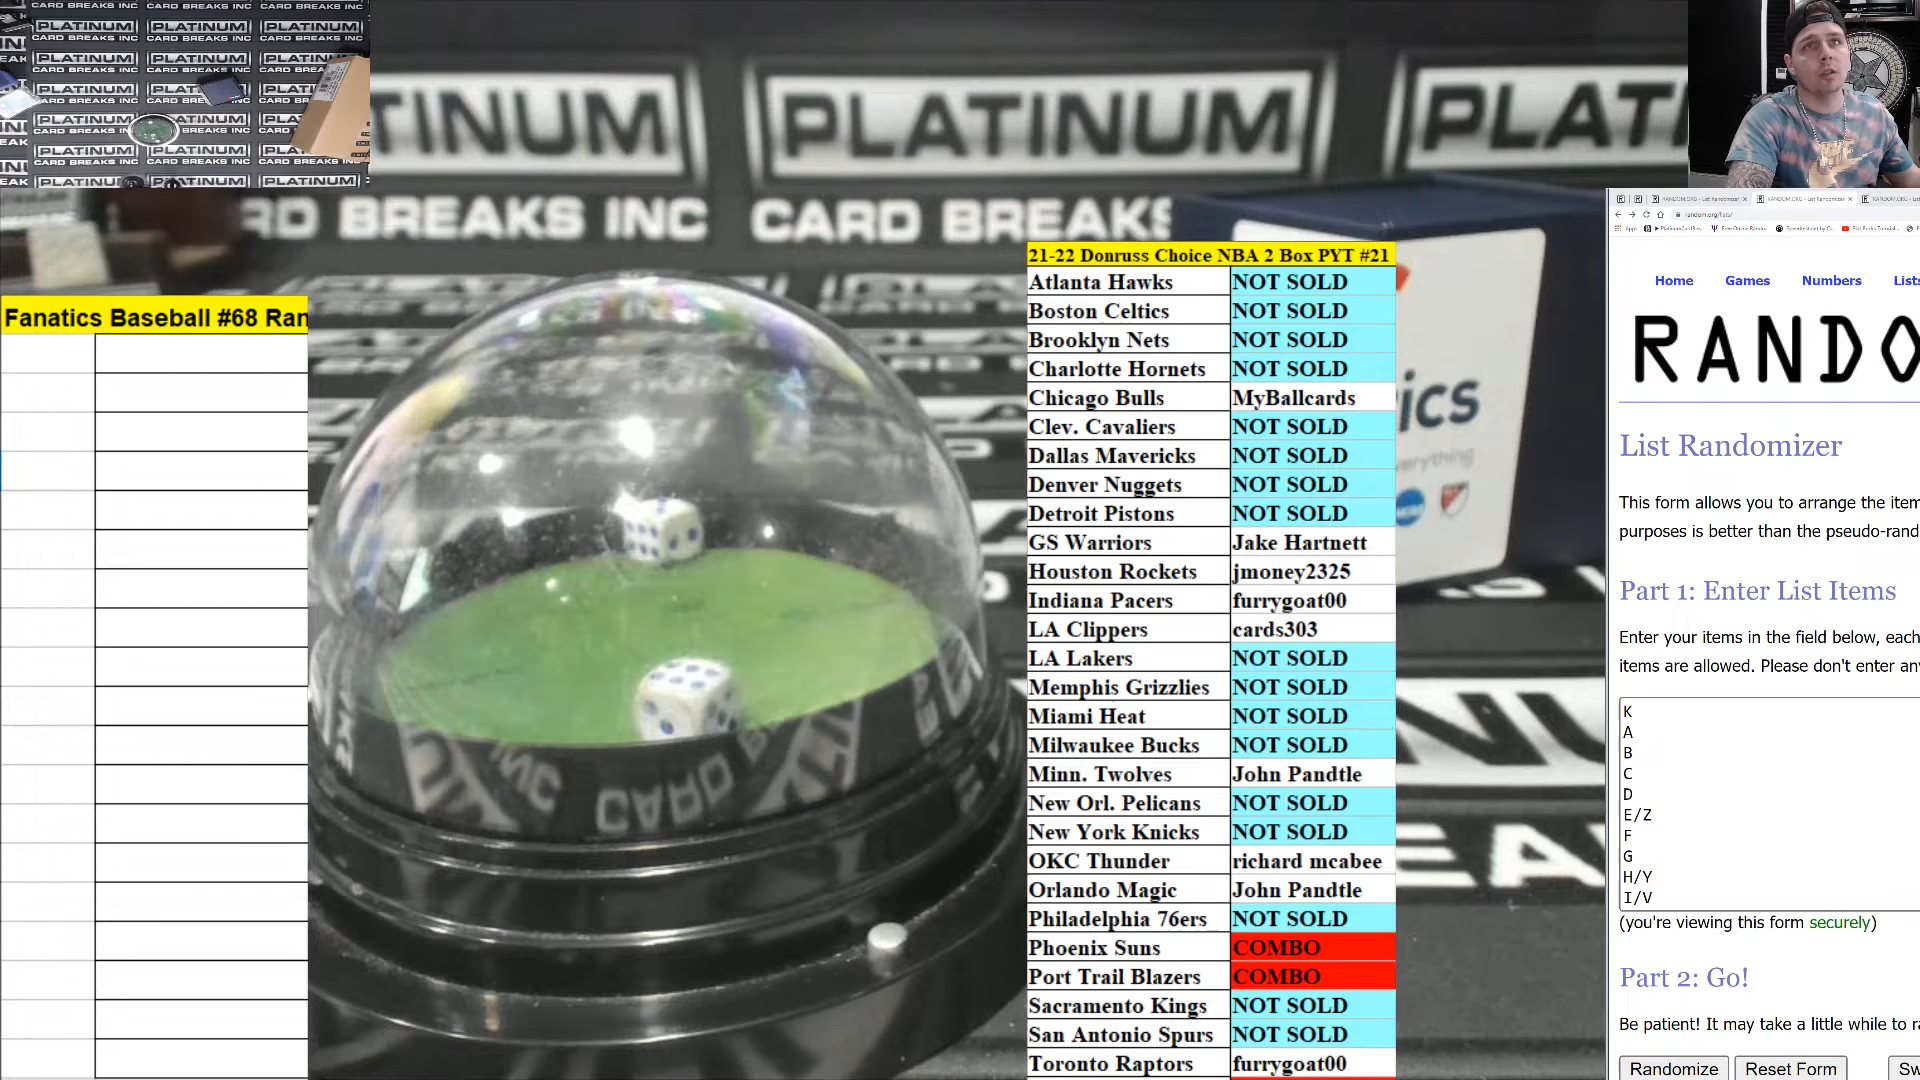 PLATINUM
CARD BREAKS INC
TINUM
PLATINUM
PLAT
RD BREAKS INC
CARD BREAKS
Fanatics Baseball #68 Ran
21-22 Donruss Choice NBA 2 Box PYT #21
Atlanta Hawks NOT SOLD
Boston Celtics NOT SOLD
Brooklyn Nets NOT SOLD
Charlotte Hornets NOT SOLD
Chicago Bulls MyBallcards
Clev. Cavaliers NOT SOLD
Dallas Mavericks NOT SOLD
Denver Nuggets NOT SOLD
Detroit Pistons NOT SOLD
GS Warriors Jake Hartnett
Houston Rockets jmoney2325
Indiana Pacers furrygoat00
LA Clippers cards303
LA Lakers NOT SOLD
Memphis Grizzlies NOT SOLD
Miami Heat NOT SOLD
Milwaukee Bucks NOT SOLD
Minn. Twolves John Pandtle
New Orl. Pelicans NOT SOLD
New York Knicks NOT SOLD
OKC Thunder richard mcabee
Orlando Magic John Pandtle
Philadelphia 76ers NOT SOLD
Phoenix Suns COMBO
Port Trail Blazers COMBO
Sacramento Kings NOT SOLD
San Antonio Spurs NOT SOLD
Toronto Raptors furrygoat00
ics
random.org/lists/
Home Games Numbers Lists
RANDO
List Randomizer
This form allows you to arrange the item
purposes is better than the pseudo-rand
Part 1: Enter List Items
Enter your items in the field below, each
items are allowed. Please don't enter any
K
A
B
C
D
E/Z
F
G
H/Y
I/V
(you're viewing this form securely)
Part 2: Go!
Be patient! It may take a little while to ra
Randomize Reset Form Sw